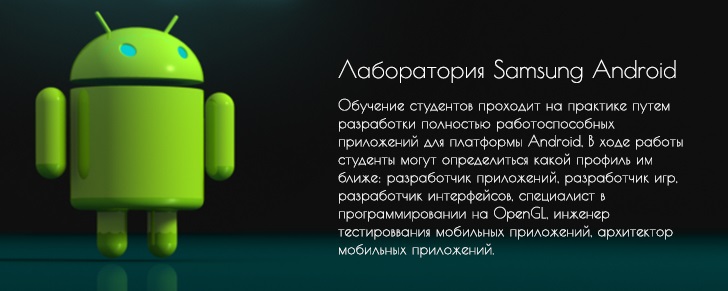 Лаборатория Samsung Android
Обучение студентов проходит на практике путем
разработки полностью работоспособных
приложений для платформы Android. В ходе работы
студенты могут определиться какой профиль им
ближе: разработчик приложений, разработчик игр,
разработчик интерфейсов, специалист в
программировании на OpenGL, инженер
тестироввания мобильных приложений, архитектор
мобильных приложений.